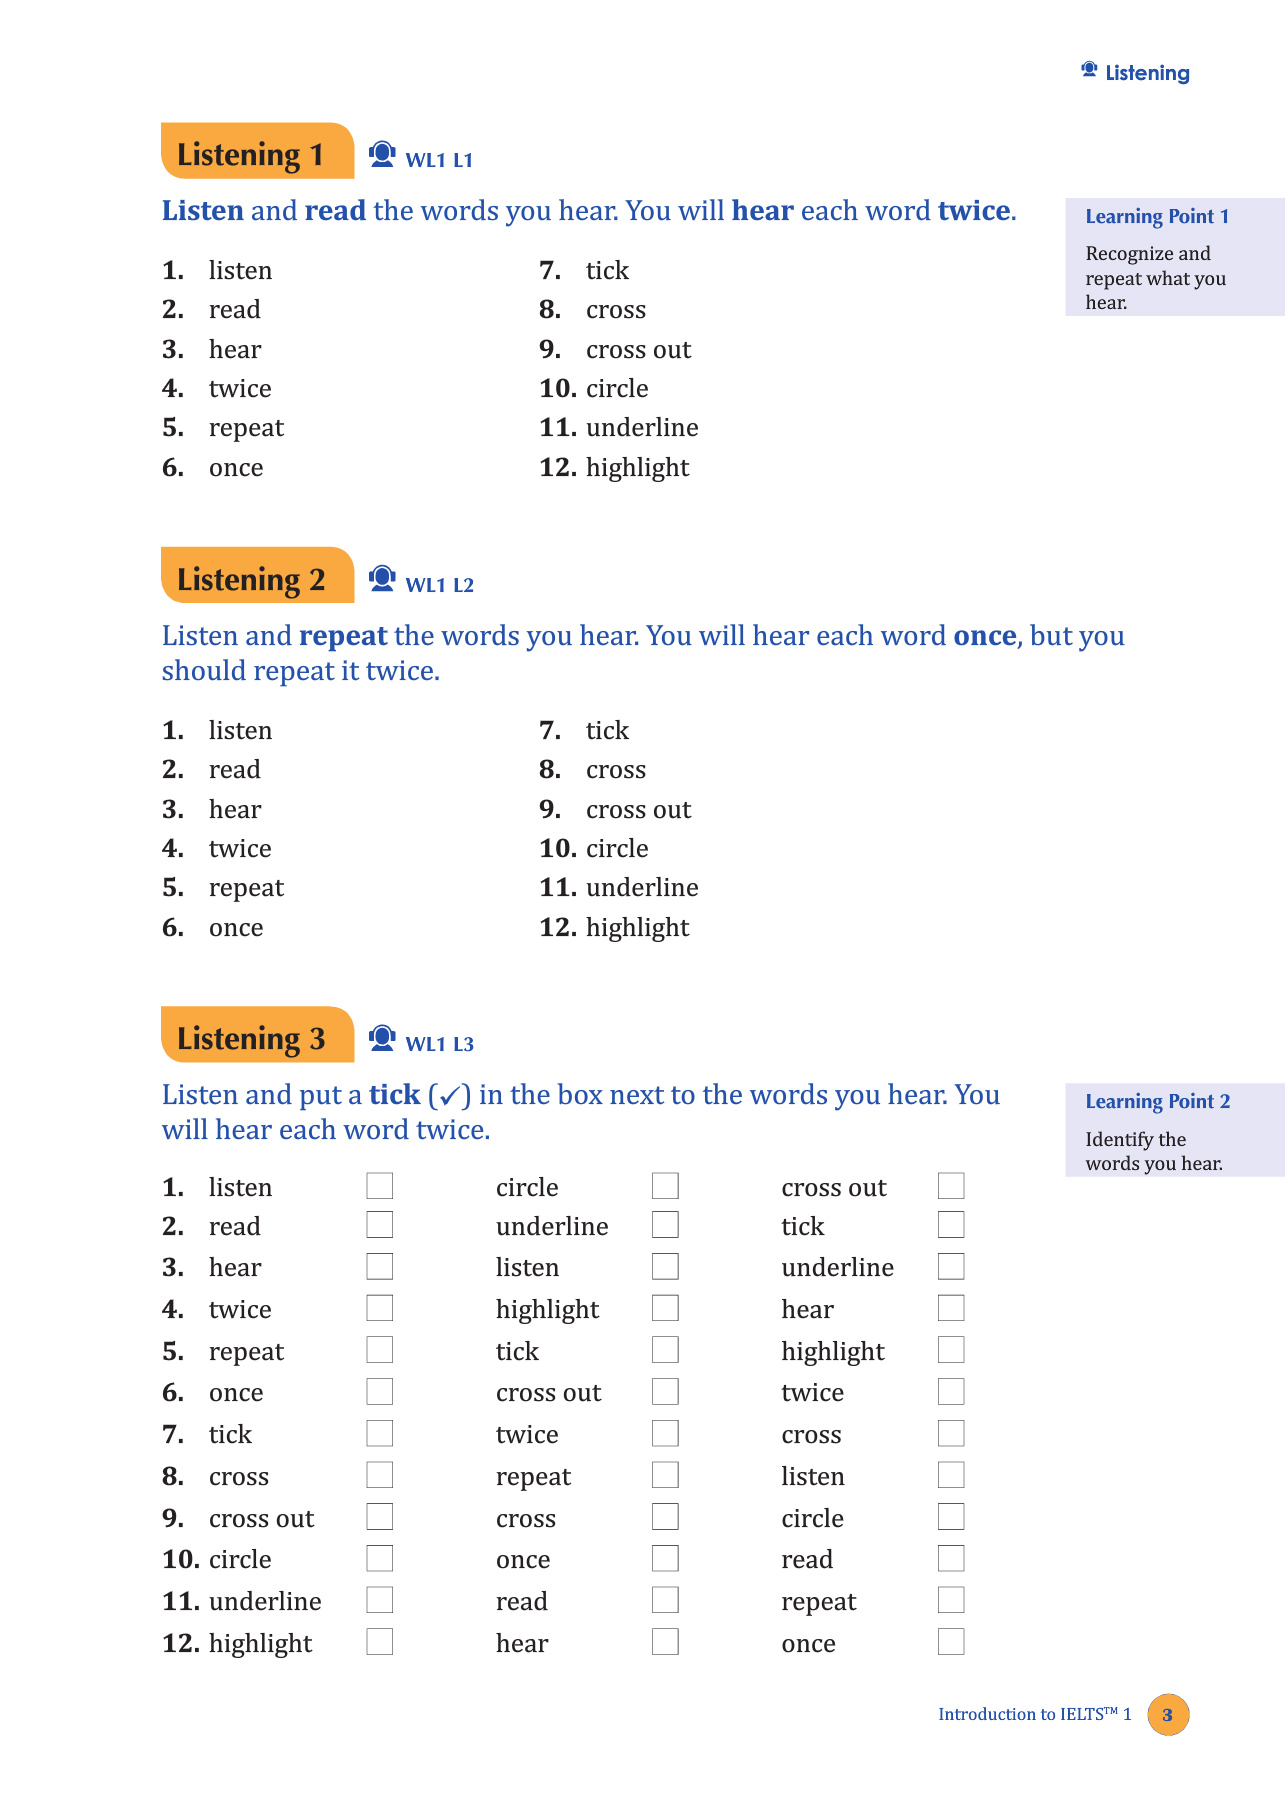 Listening
Listening 1 WL1 L1
Listen and read the words you hear. You will hear each word twice.
Learning Point 1
Recognize and
repeat what you
hear.
1. listen
2. read
3. hear
4. twice
5. repeat
6. once
7. tick
8. cross
9. cross out
10. circle
11. underline
12. highlight
Listening 2 WL1 L2
Listen and repeat the words you hear. You will hear each word once, but you
should repeat it twice.
1. listen
2. read
3. hear
4. twice
5. repeat
6. once
7. tick
8. cross
9. cross out
10. circle
11. underline
12. highlight
Listening 3 WL1 L3
Listen and put a tick (✓) in the box next to the words you hear. You
will hear each word twice.
Learning Point 2
Identify the
words you hear.
1. listen circle cross out
2. read underline tick
3. hear listen underline
4. twice highlight hear
5. repeat tick highlight
6. once cross out twice
7. tick twice cross
8. cross repeat listen
9. cross out cross circle
10. circle once read
11. underline read repeat
12. highlight hear once
Introduction to IELTS™ 1 3